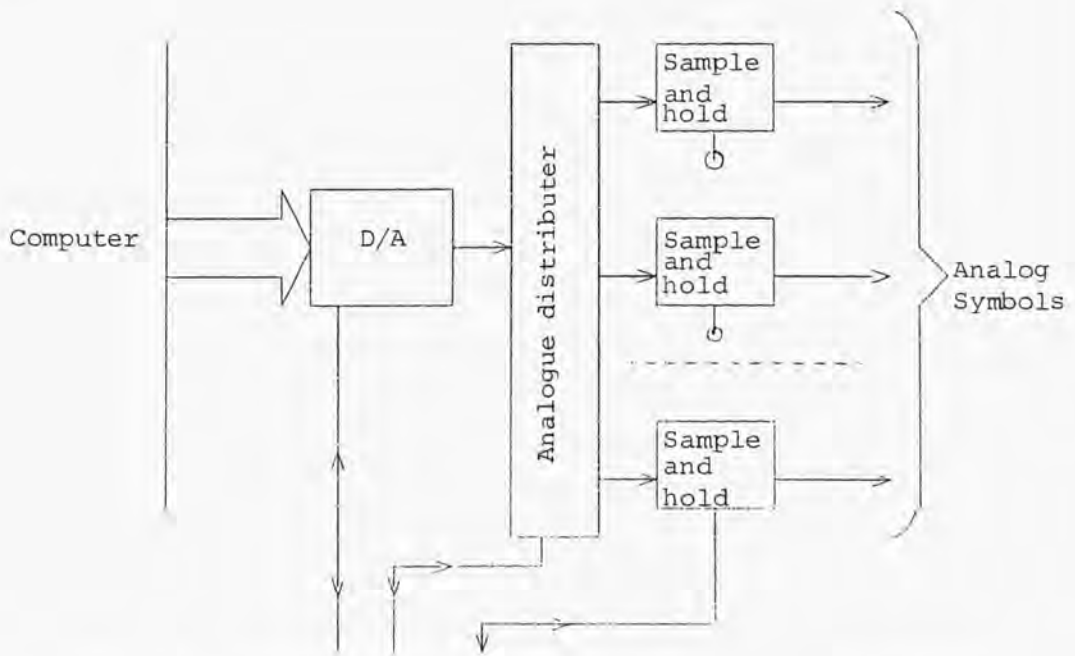 Computer
D/A
Analogue distributer
Sample
and
hold
Sample
and
hold
Sample
and
hold
Analog
Symbols